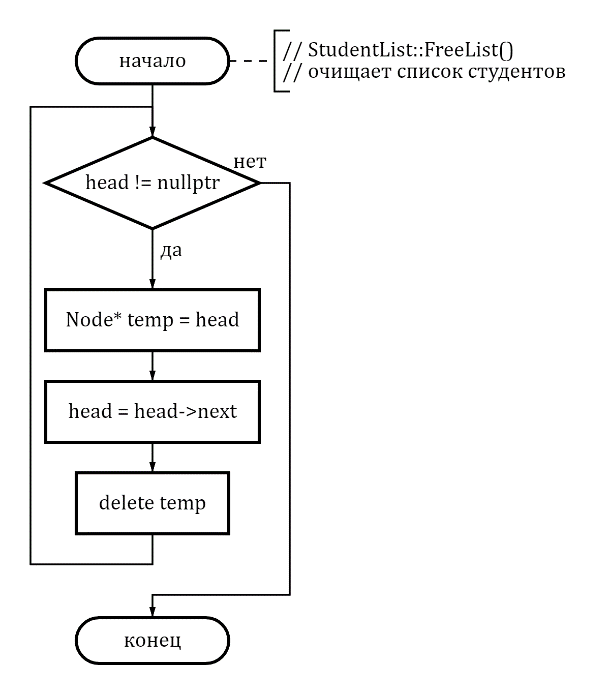 начало
// StudentList::FreeList()
// очищает список студентов
head != nullptr
нет
да
Node* temp = head
head = head->next
delete temp
конец